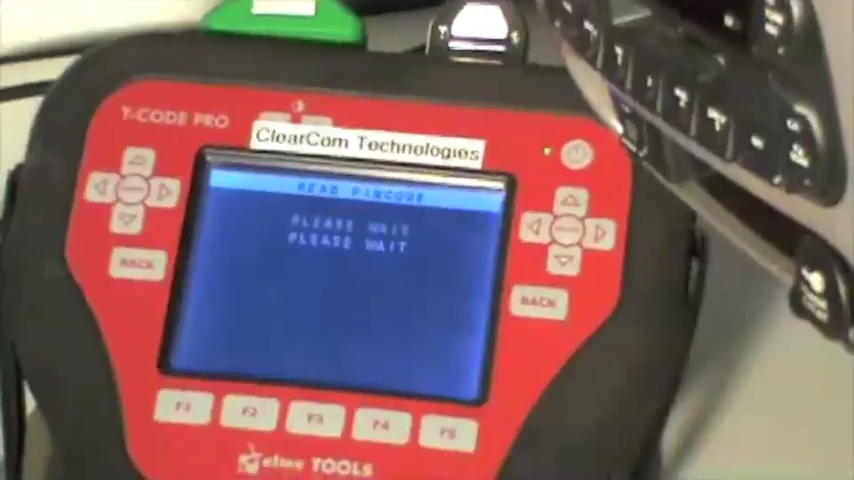 T-CODE PRO
ClearCom Technologies
READ PINCODE
PLEASE WAIT
PLEASE WAIT
BACK
BACK
F1
F2
F3
F4
F5
TOOLS